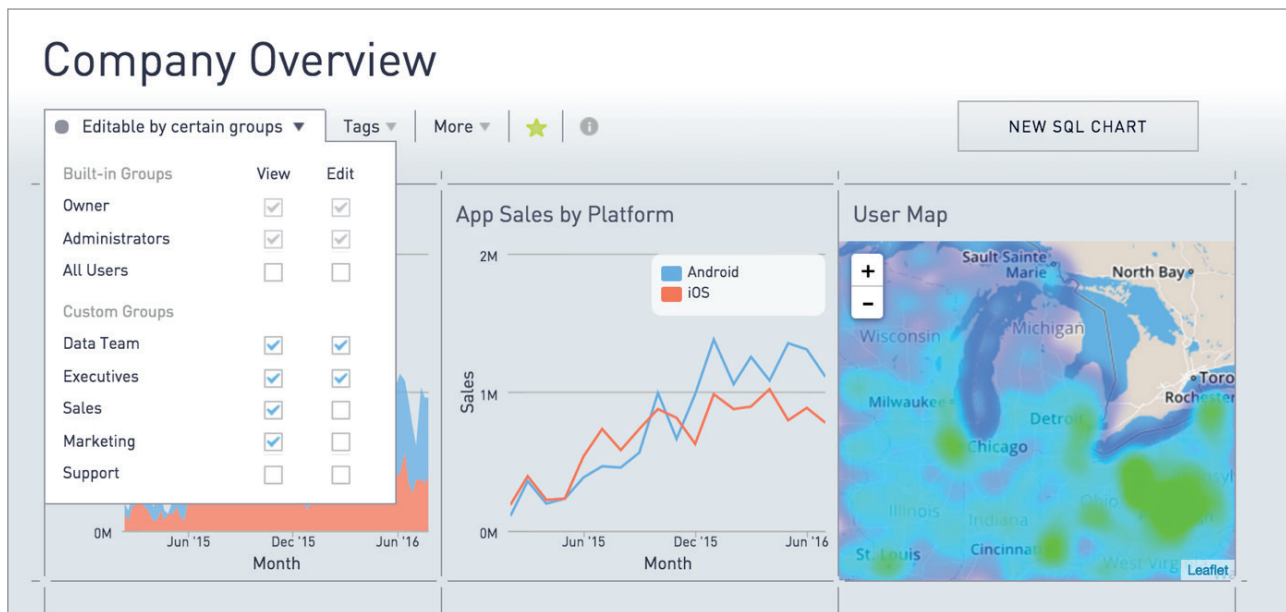 Company Overview
Editable by certain groups
Tags
More
NEW SQL CHART
Built-in Groups View Edit
Owner
Administrators
All Users
Custom Groups
Data Team
Executives
Sales
Marketing
Support
0M
Jun '15 Dec '15 Jun '16
Month
App Sales by Platform
2M
Android
iOS
Sales
1M
0M
Jun '15 Dec '15 Jun '16
Month
User Map
+
-
Sault Sainte
Marie
North Bay
Wisconsin
Michigan
Toro
Rochester
Milwaukee
Detroit
Chicago
Ohio
Illinois
Indiana
St. Louis
Cincinnati
West Virg
Leaflet